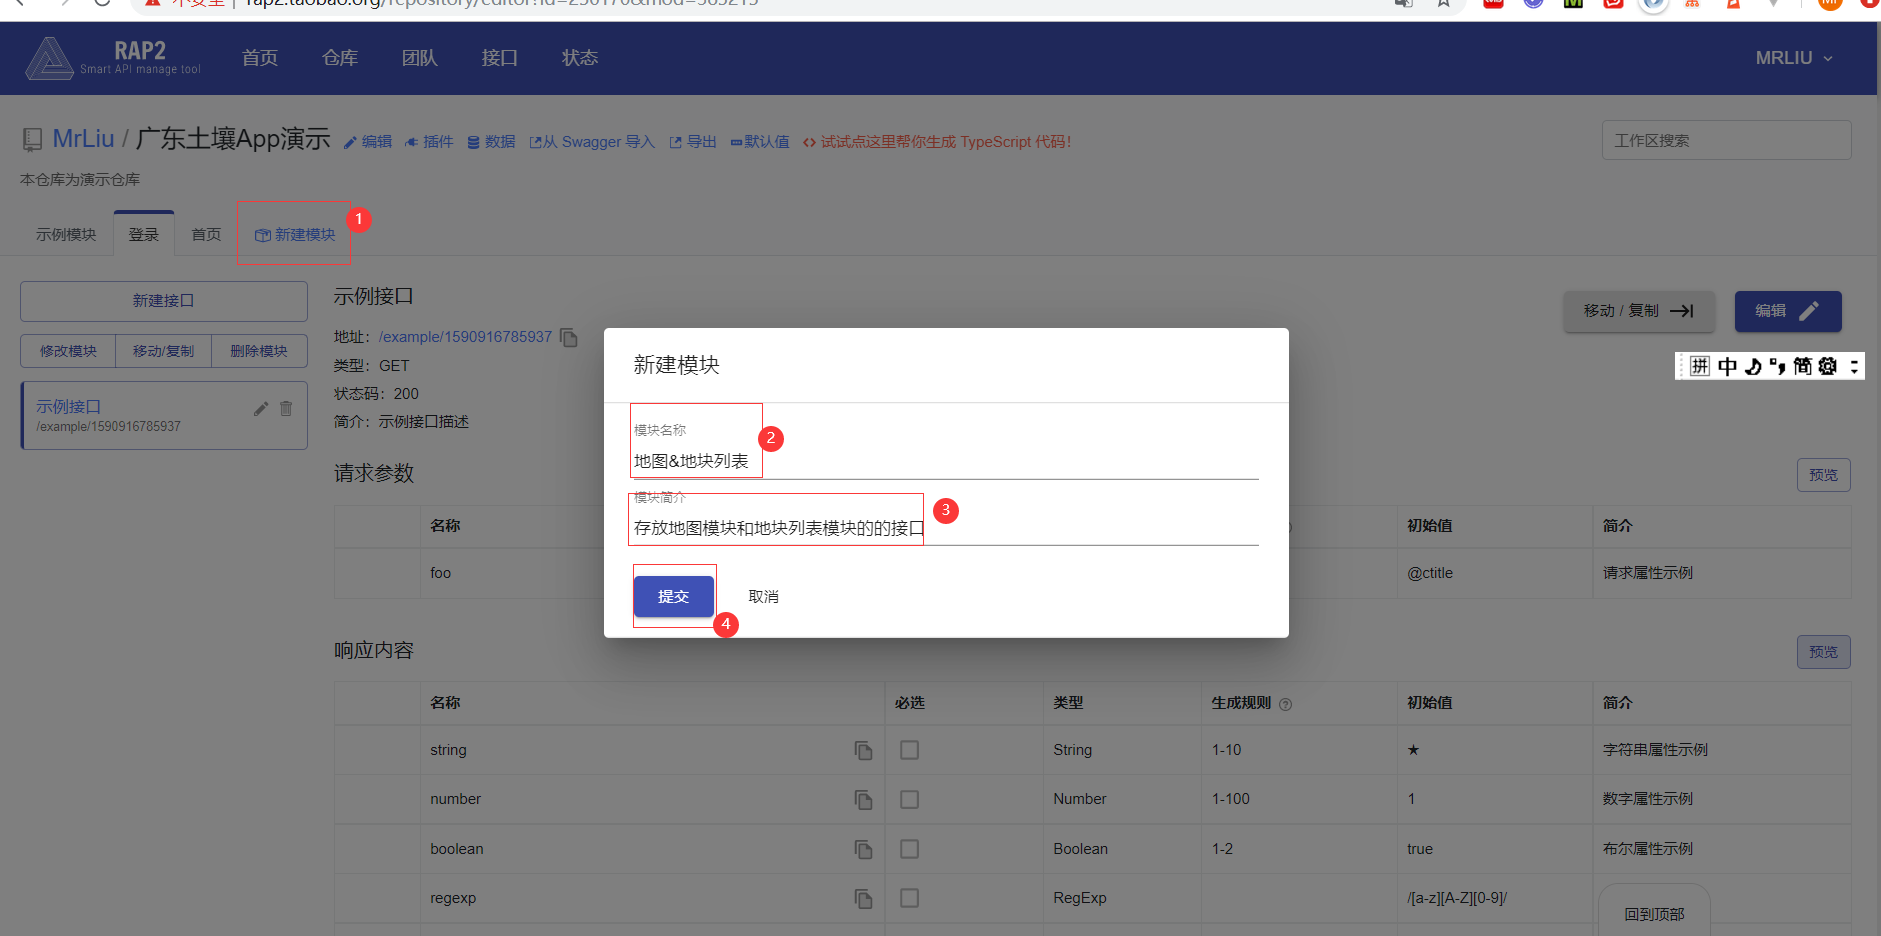 不安全 | rap2.taobao.org/repository/editor?id=250170&mod=
RAP2
Smart API manage tool
首页 仓库 团队 接口 状态
MRLIU
MrLiu / 广东土壤App演示 编辑 插件 数据 从 Swagger 导入 导出 默认值 <> 试试点这里帮你生成 TypeScript 代码!
工作区搜索
本仓库为演示仓库
示例模块 登录 首页 新建模块 1
新建接口
修改模块 移动/复制 删除模块
示例接口
/example/1590916785937
示例接口
移动 / 复制 编辑
地址: /example/1590916785937
类型: GET
状态码: 200
简介: 示例接口描述
拼 中 简
新建模块
模块名称
地图&地块列表
2
模块简介
存放地图模块和地块列表模块的的接口
3
提交 取消
4
请求参数
预览
名称 初始值 简介
foo @ctitle 请求属性示例
响应内容
预览
名称 必选 类型 生成规则 ? 初始值 简介
string String 1-10 ★ 字符串属性示例
number Number 1-100 1 数字属性示例
boolean Boolean 1-2 true 布尔属性示例
regexp RegExp /[a-z][A-Z][0-9]/
回到顶部